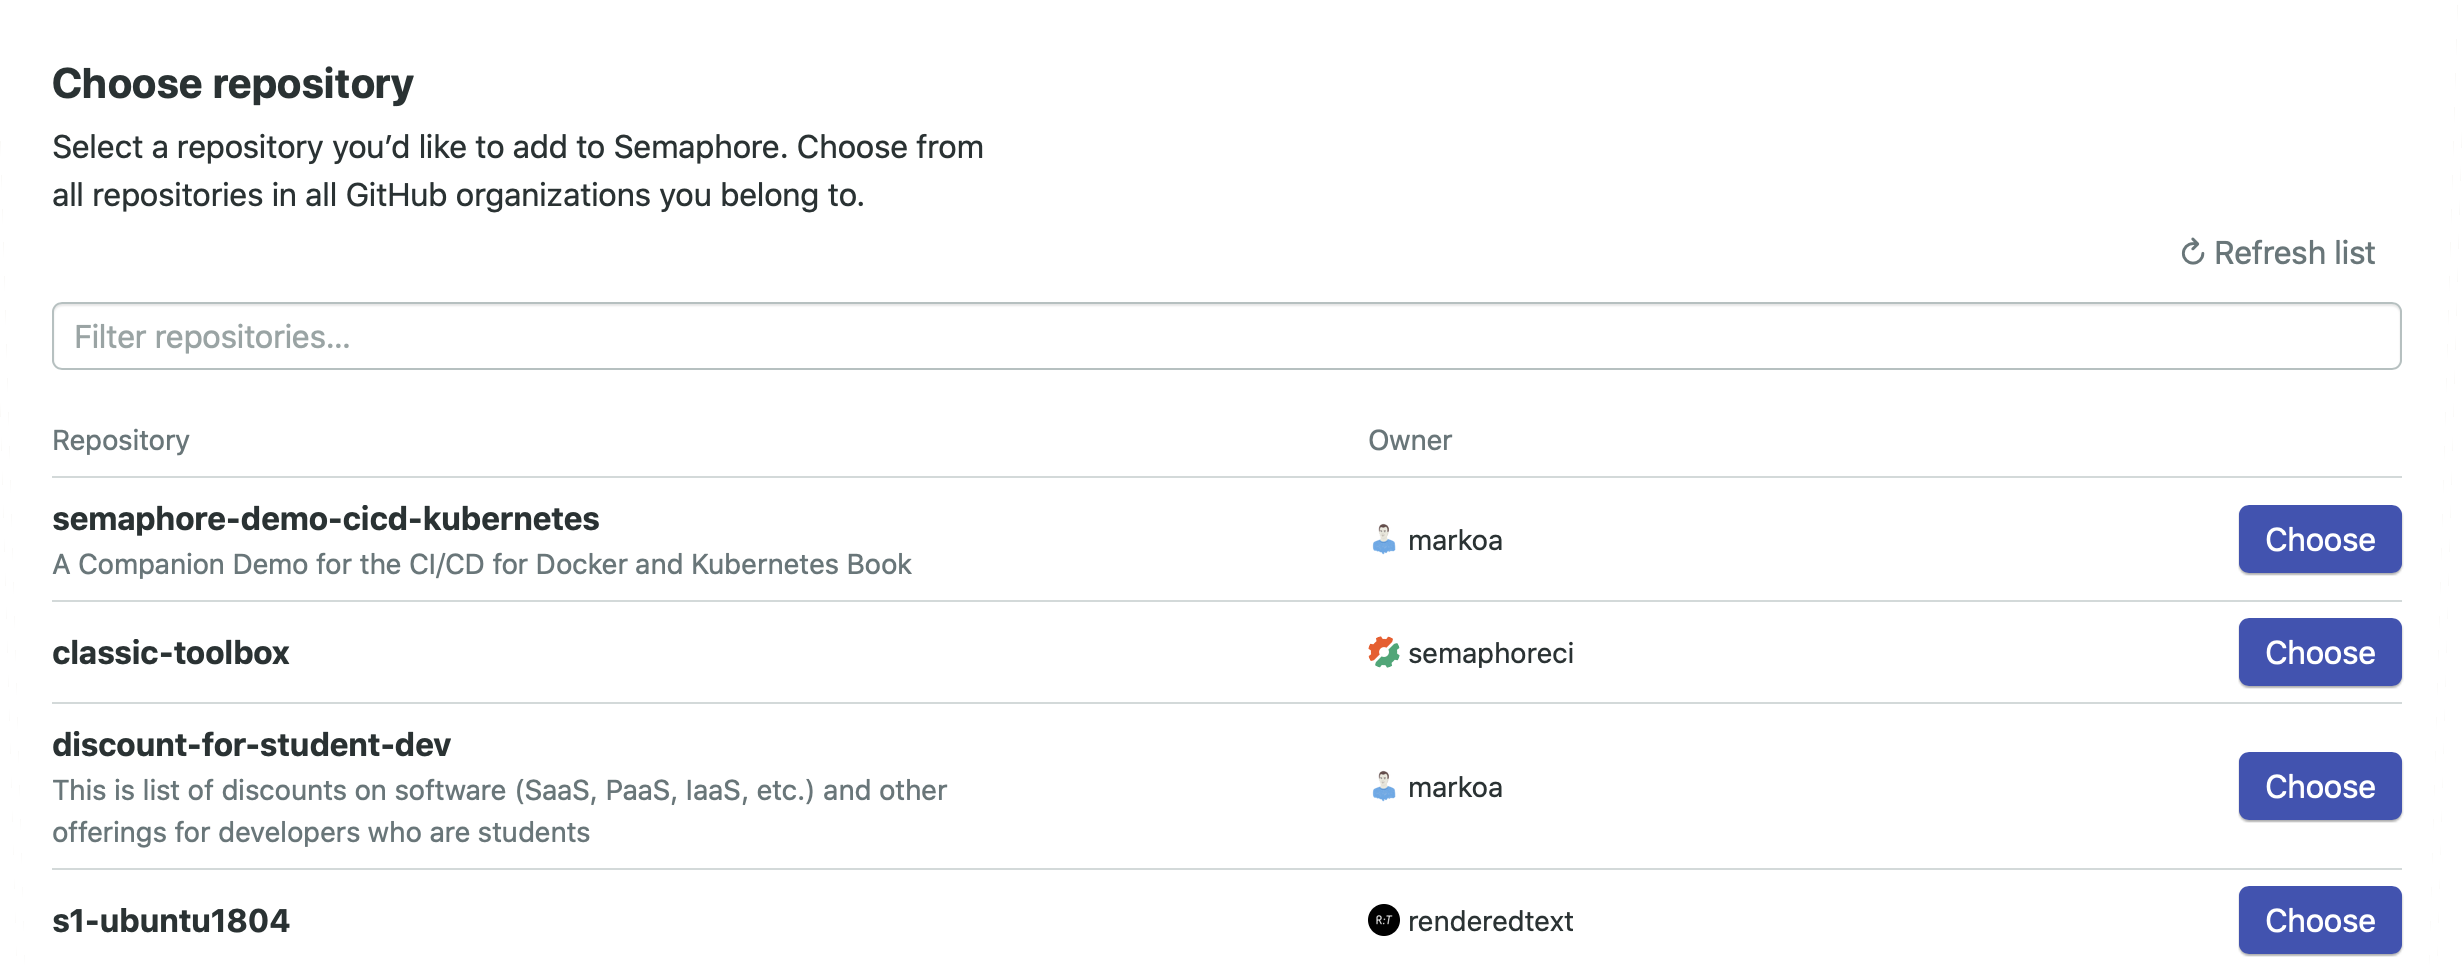 Choose repository
Select a repository you’d like to add to Semaphore. Choose from
all repositories in all GitHub organizations you belong to.
Refresh list
Filter repositories...
Repository Owner
semaphore-demo-cicd-kubernetes
A Companion Demo for the CI/CD for Docker and Kubernetes Book
markoa
Choose
classic-toolbox
semaphoreci
Choose
discount-for-student-dev
This is list of discounts on software (SaaS, PaaS, IaaS, etc.) and other
offerings for developers who are students
markoa
Choose
s1-ubuntu1804
R:T
renderedtext
Choose